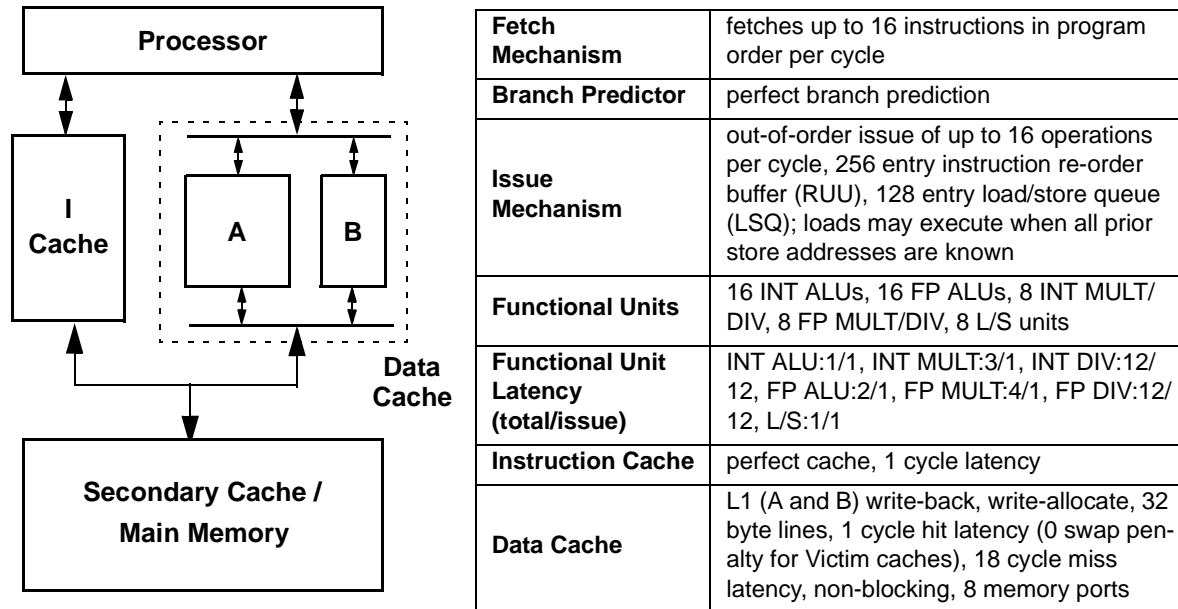 Processor
I
Cache
A
B
Data
Cache
Secondary Cache /
Main Memory
Fetch
Mechanism
fetches up to 16 instructions in program
order per cycle
Branch Predictor
perfect branch prediction
Issue
Mechanism
out-of-order issue of up to 16 operations
per cycle, 256 entry instruction re-order
buffer (RUU), 128 entry load/store queue
(LSQ); loads may execute when all prior
store addresses are known
Functional Units
16 INT ALUs, 16 FP ALUs, 8 INT MULT/
DIV, 8 FP MULT/DIV, 8 L/S units
Functional Unit
Latency
(total/issue)
INT ALU:1/1, INT MULT:3/1, INT DIV:12/
12, FP ALU:2/1, FP MULT:4/1, FP DIV:12/
12, L/S:1/1
Instruction Cache
perfect cache, 1 cycle latency
Data Cache
L1 (A and B) write-back, write-allocate, 32
byte lines, 1 cycle hit latency (0 swap pen-
alty for Victim caches), 18 cycle miss
latency, non-blocking, 8 memory ports